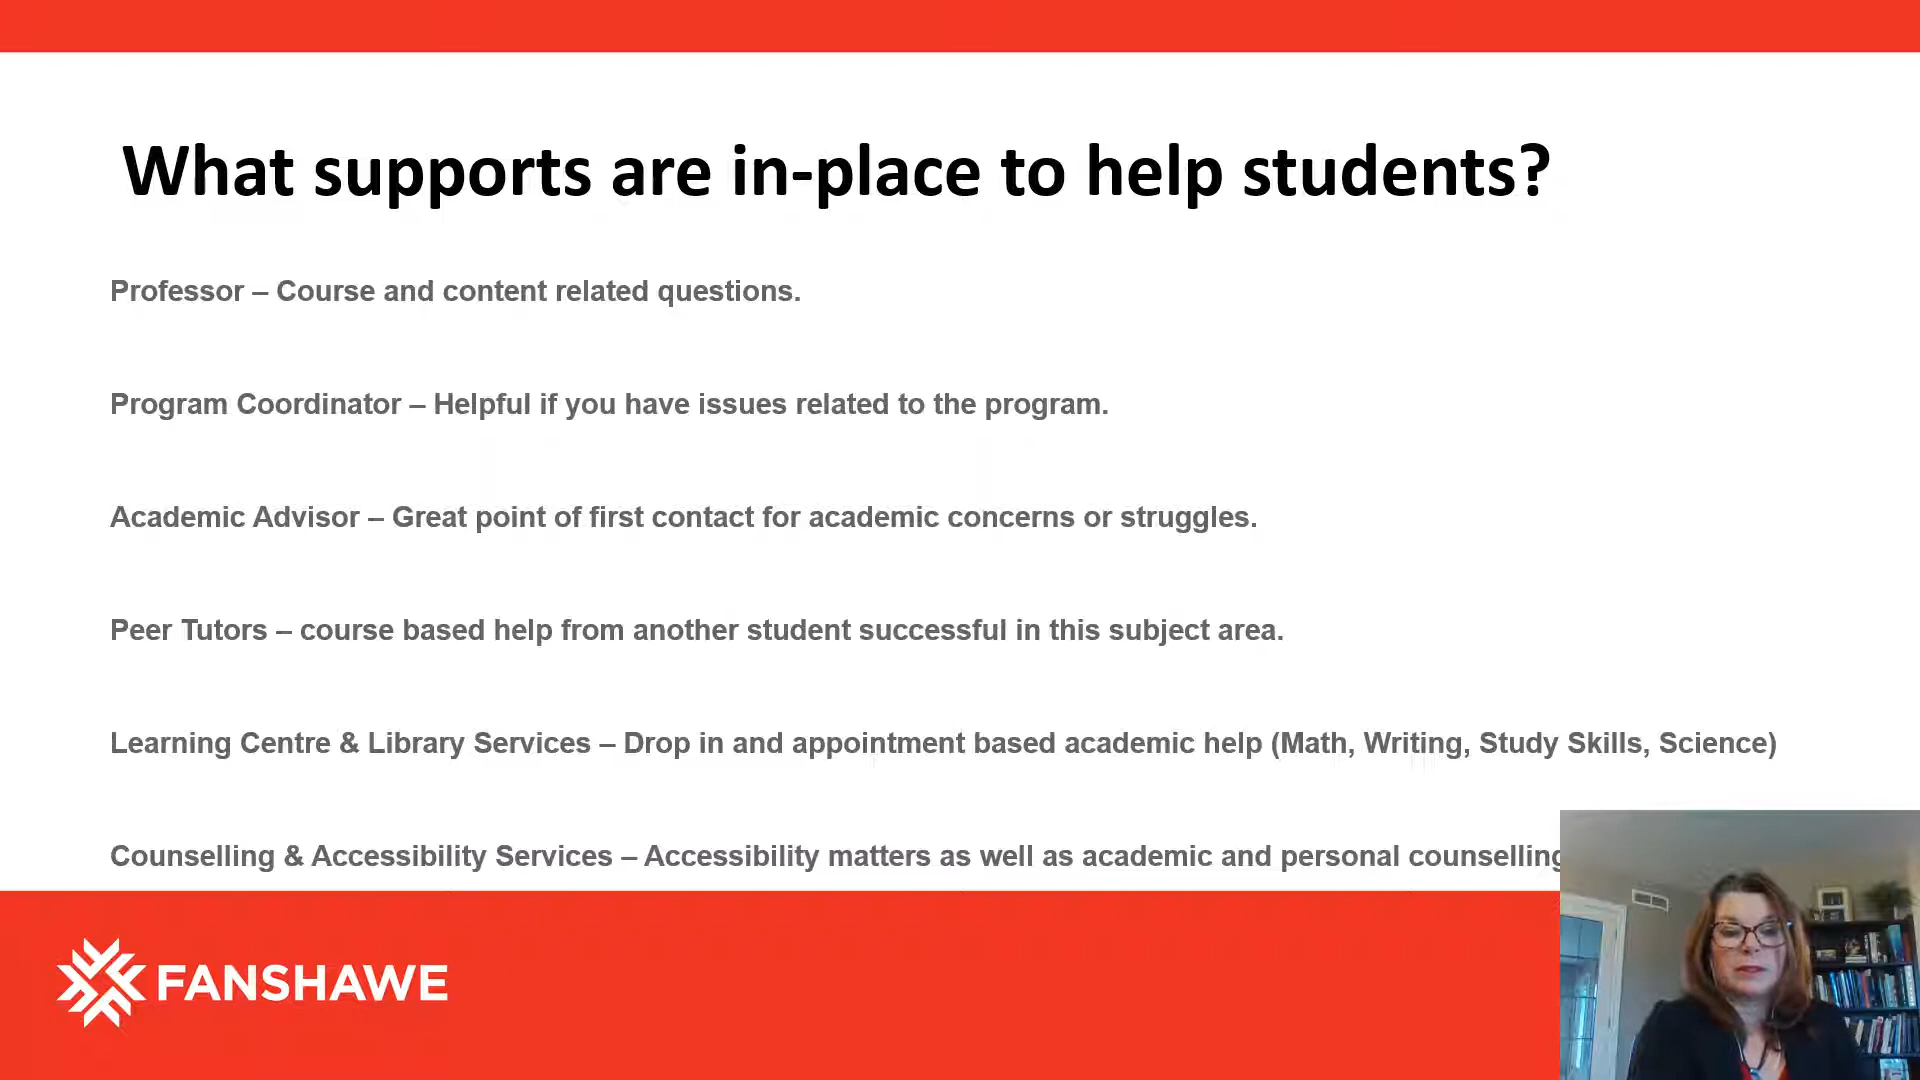 What supports are in-place to help students?
Professor – Course and content related questions.
Program Coordinator – Helpful if you have issues related to the program.
Academic Advisor – Great point of first contact for academic concerns or struggles.
Peer Tutors – course based help from another student successful in this subject area.
Learning Centre & Library Services – Drop in and appointment based academic help (Math, Writing, Study Skills, Science)
Counselling & Accessibility Services – Accessibility matters as well as academic and personal counselling
FANSHAWE